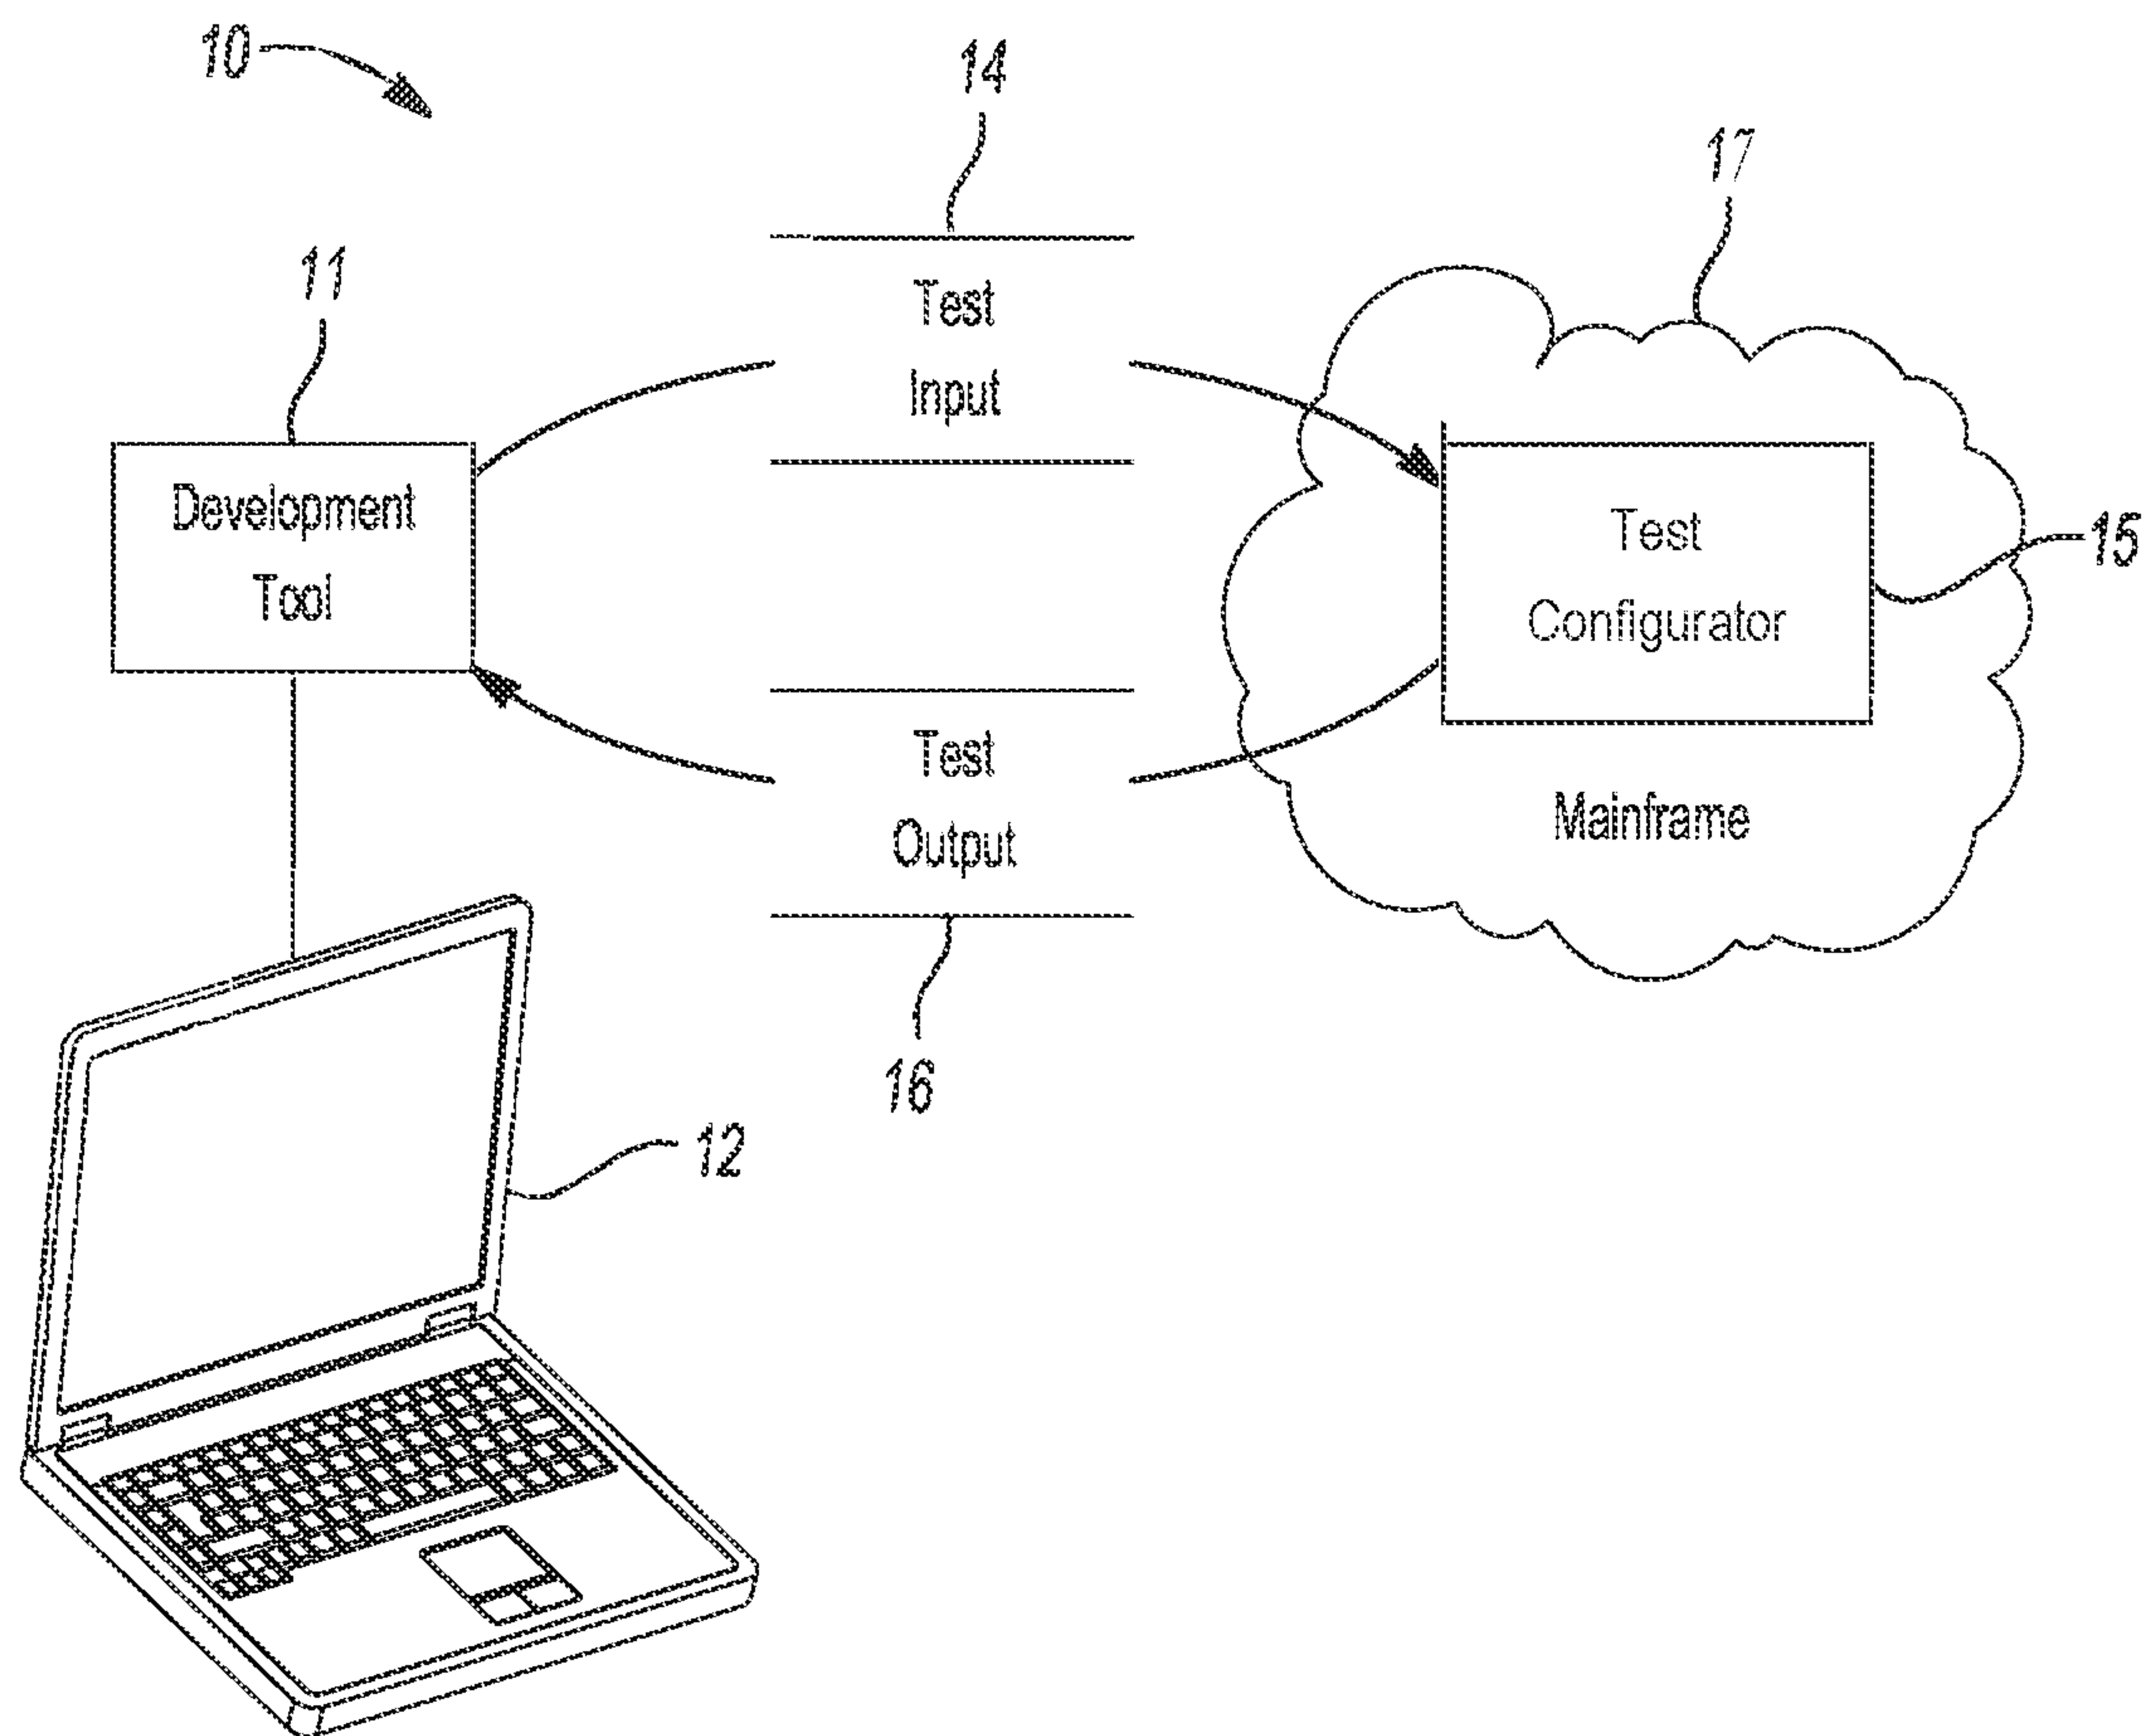 10
14
17
11
Test
Input
Development
Tool
Test
Configurator
15
Test
Output
Mainframe
16
12